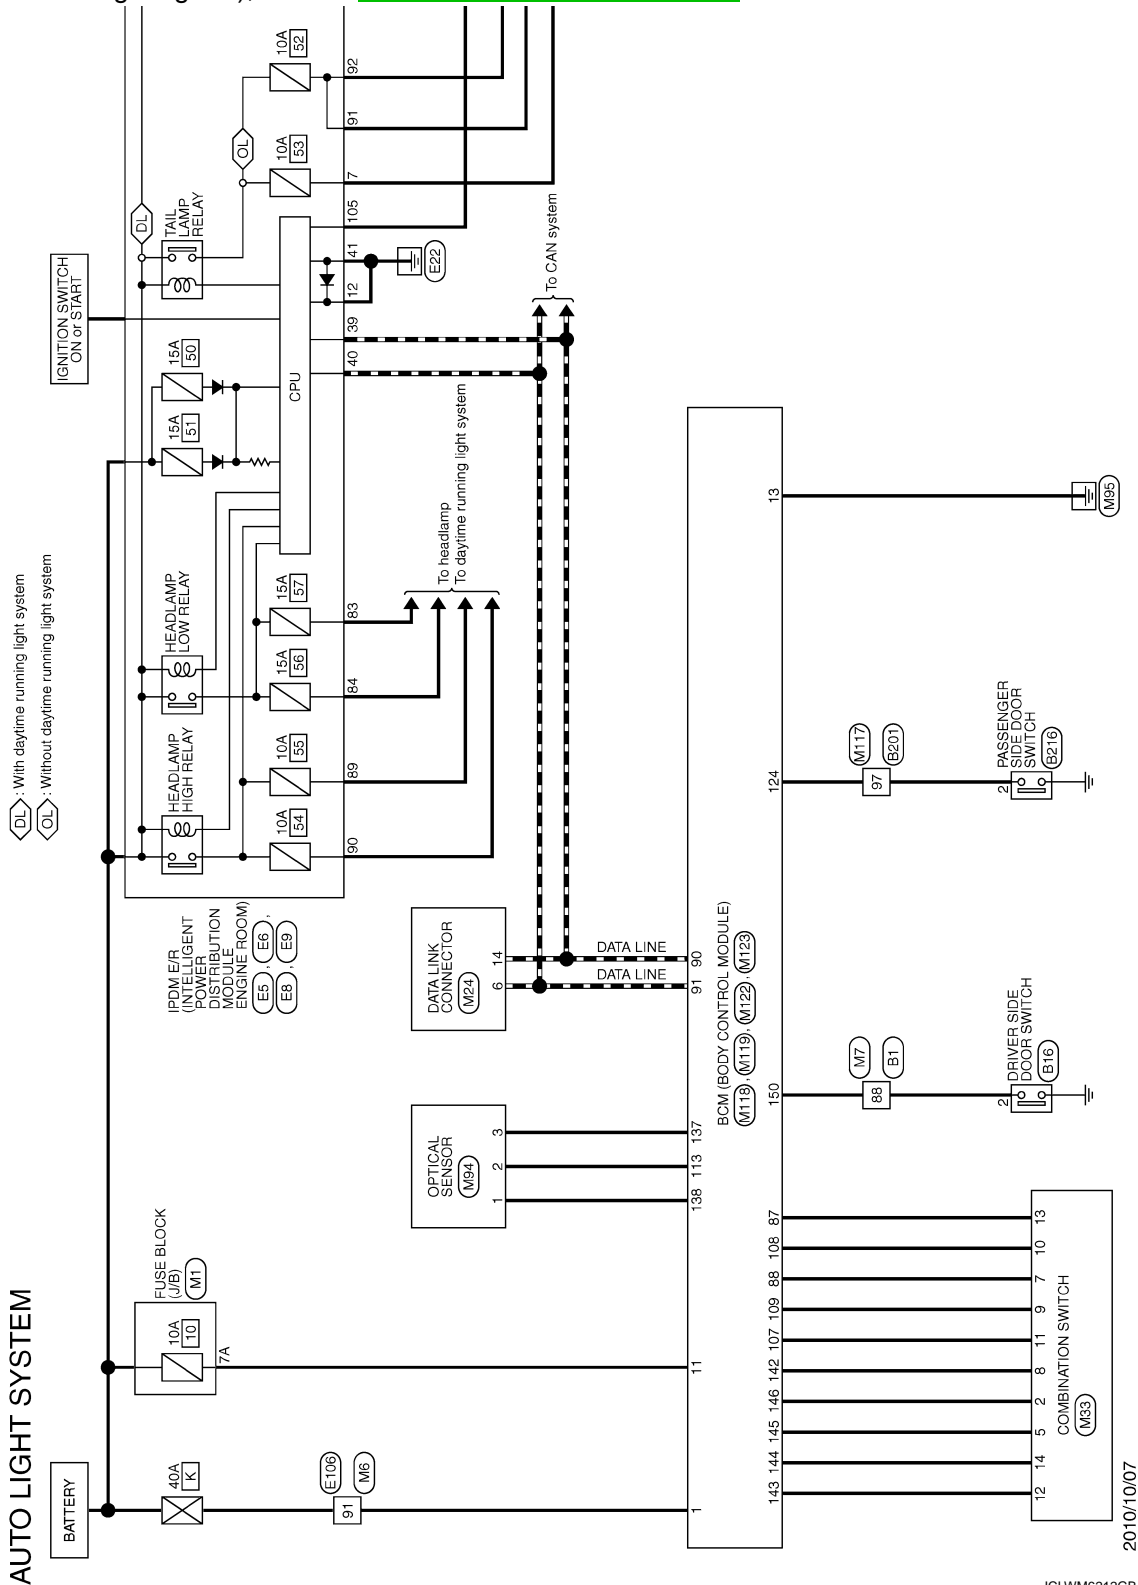 AUTO LIGHT SYSTEM
DL : With daytime running light system
OL : Without daytime running light system
BATTERY
IGNITION SWITCH
ON or START
40A
K
E106
M6
91
1
FUSE BLOCK
(J/B)
M1
10A
10
7A
11
IPDM E/R
(INTELLIGENT
POWER
DISTRIBUTION
MODULE
ENGINE ROOM)
E5 , E6 ,
E8 , E9
HEADLAMP
HIGH RELAY
HEADLAMP
LOW RELAY
15A
51
15A
50
TAIL
LAMP
RELAY
DL
OL
CPU
10A
54
10A
55
15A
56
15A
57
10A
53
10A
52
90
89
84
83
40
39
12
41
105
7
91
92
E22
To headlamp
To daytime running light system
To CAN system
OPTICAL
SENSOR
M94
1
2
3
138
113
137
DATA LINK
CONNECTOR
M24
6
14
DATA LINE
DATA LINE
91
90
BCM (BODY CONTROL MODULE)
M118 , M119 , M122 , M123
143
144
145
146
142
107
109
88
108
87
150
124
13
12
14
5
2
8
11
9
7
10
13
COMBINATION SWITCH
M33
M7
B1
88
2
DRIVER SIDE
DOOR SWITCH
B16
M117
B201
97
2
PASSENGER
SIDE DOOR
SWITCH
B216
M95
2010/10/07